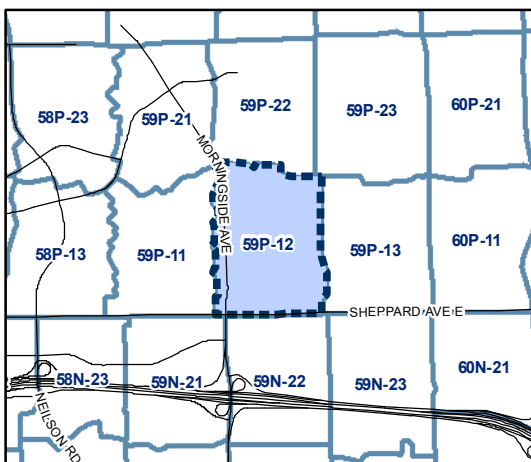 58P-23
59P-21
59P-22
59P-23
60P-21
MORNINGSIDE AVE
58P-13
59P-11
59P-12
59P-13
60P-11
SHEPPARD AVE E
58N-23
59N-21
59N-22
59N-23
60N-21
NEILSON RD